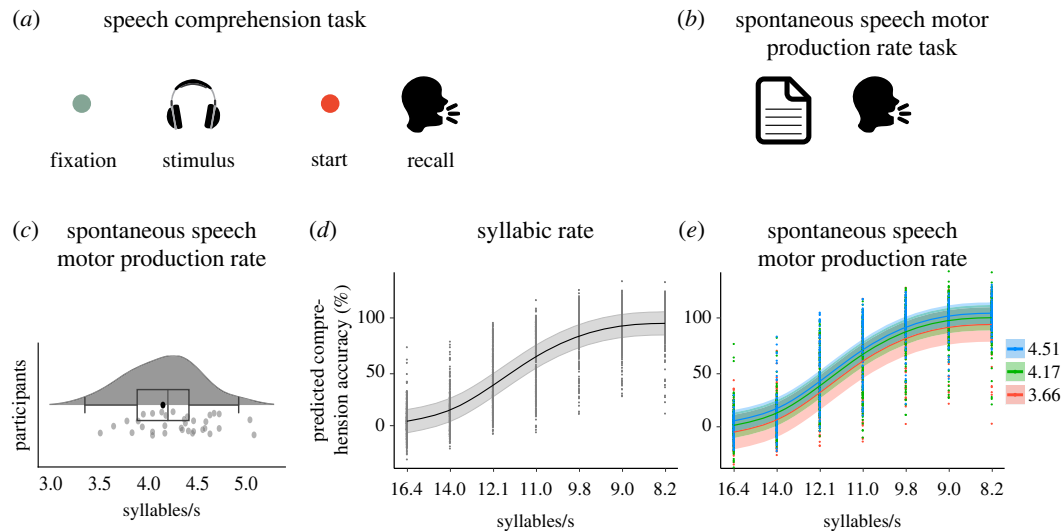 (a) speech comprehension task
fixation
stimulus
start
recall
(b) spontaneous speech motor
production rate task
(c) spontaneous speech
motor production rate
participants
3.0 3.5 4.0 4.5 5.0
syllables/s
(d) syllabic rate
predicted compre-
hension accuracy (%)
100
50
0
16.4 14.0 12.1 11.0 9.8 9.0 8.2
syllables/s
(e) spontaneous speech
motor production rate
100
50
0
16.4 14.0 12.1 11.0 9.8 9.0 8.2
syllables/s
4.51
4.17
3.66